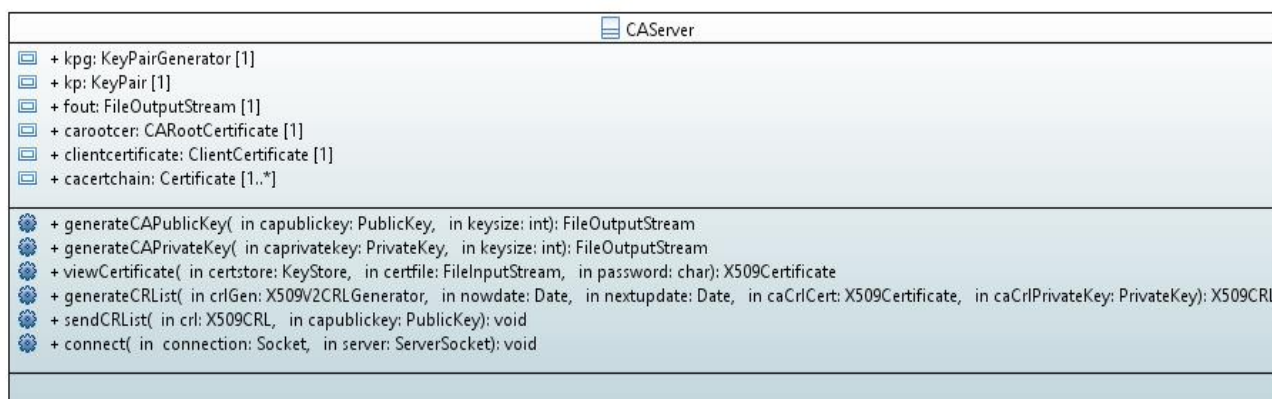 CAServer
+ kpg: KeyPairGenerator [1]
+ kp: KeyPair [1]
+ fout: FileOutputStream [1]
+ carootcer: CARootCertificate [1]
+ clientcertificate: ClientCertificate [1]
+ cacertchain: Certificate [1..*]
+ generateCAPublicKey( in capublickey: PublicKey, in keysize: int): FileOutputStream
+ generateCAPrivateKey( in caprivatekey: PrivateKey, in keysize: int): FileOutputStream
+ viewCertificate( in certstore: KeyStore, in certfile: FileInputStream, in password: char): X509Certificate
+ generateCRList( in crlGen: X509V2CRLGenerator, in nowdate: Date, in nextupdate: Date, in caCrlCert: X509Certificate, in caCrlPrivateKey: PrivateKey): X509CRL
+ sendCRList( in crl: X509CRL, in capublickey: PublicKey): void
+ connect( in connection: Socket, in server: ServerSocket): void